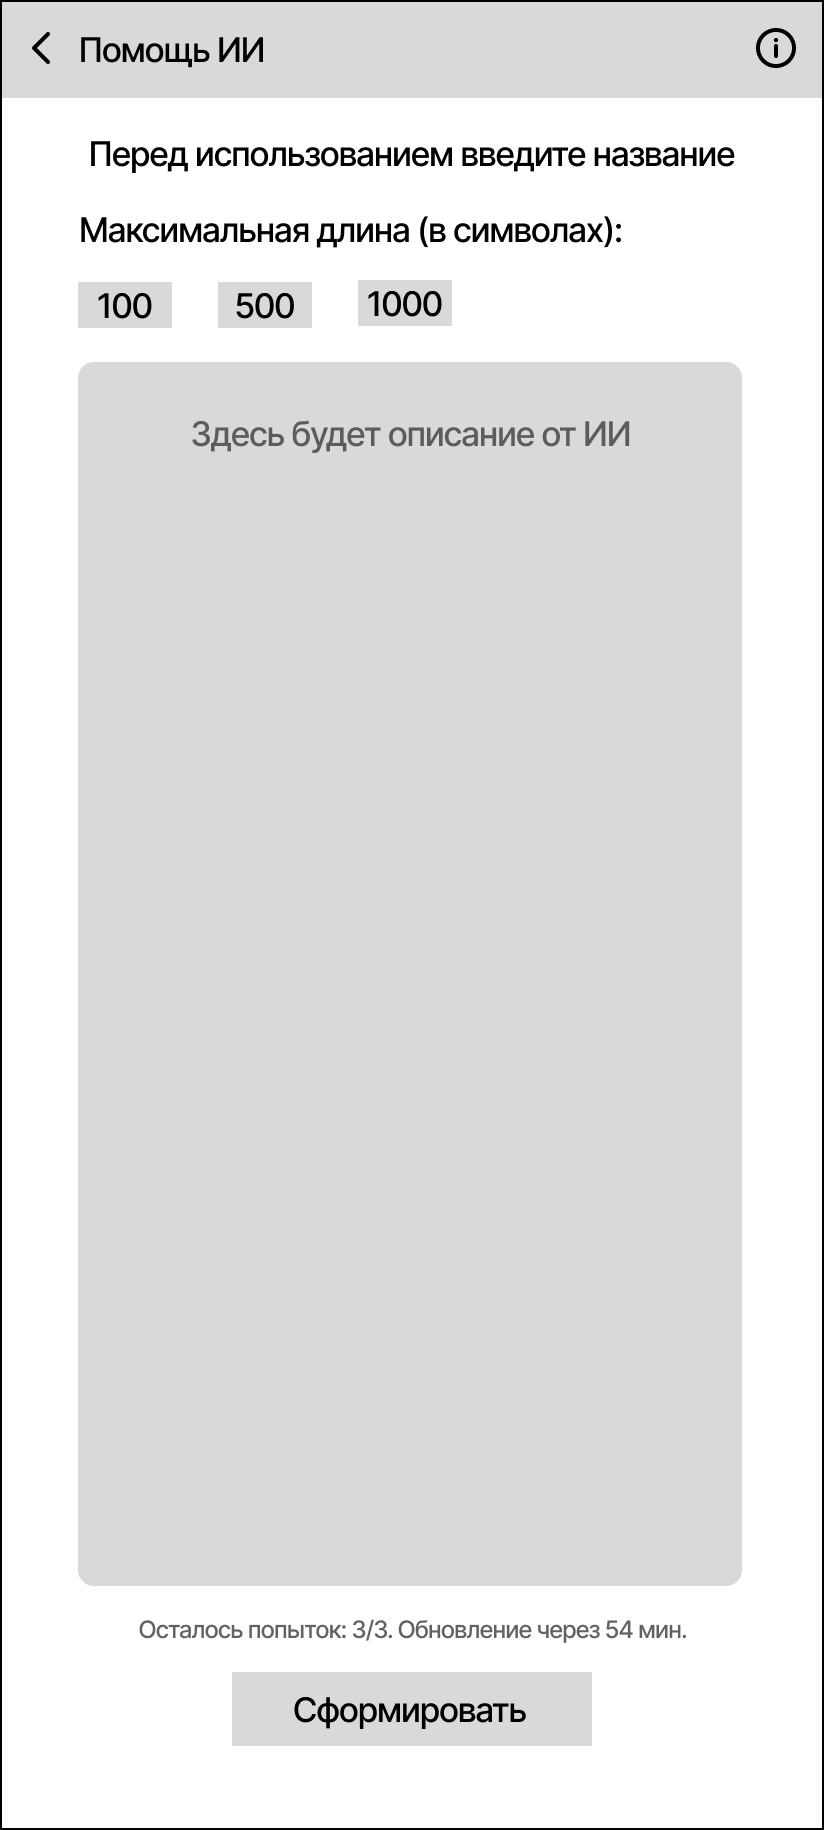 Помощь ИИ
Перед использованием введите название
Максимальная длина (в символах):
100 500 1000
Здесь будет описание от ИИ
Осталось попыток: 3/3. Обновление через 54 мин.
Сформировать